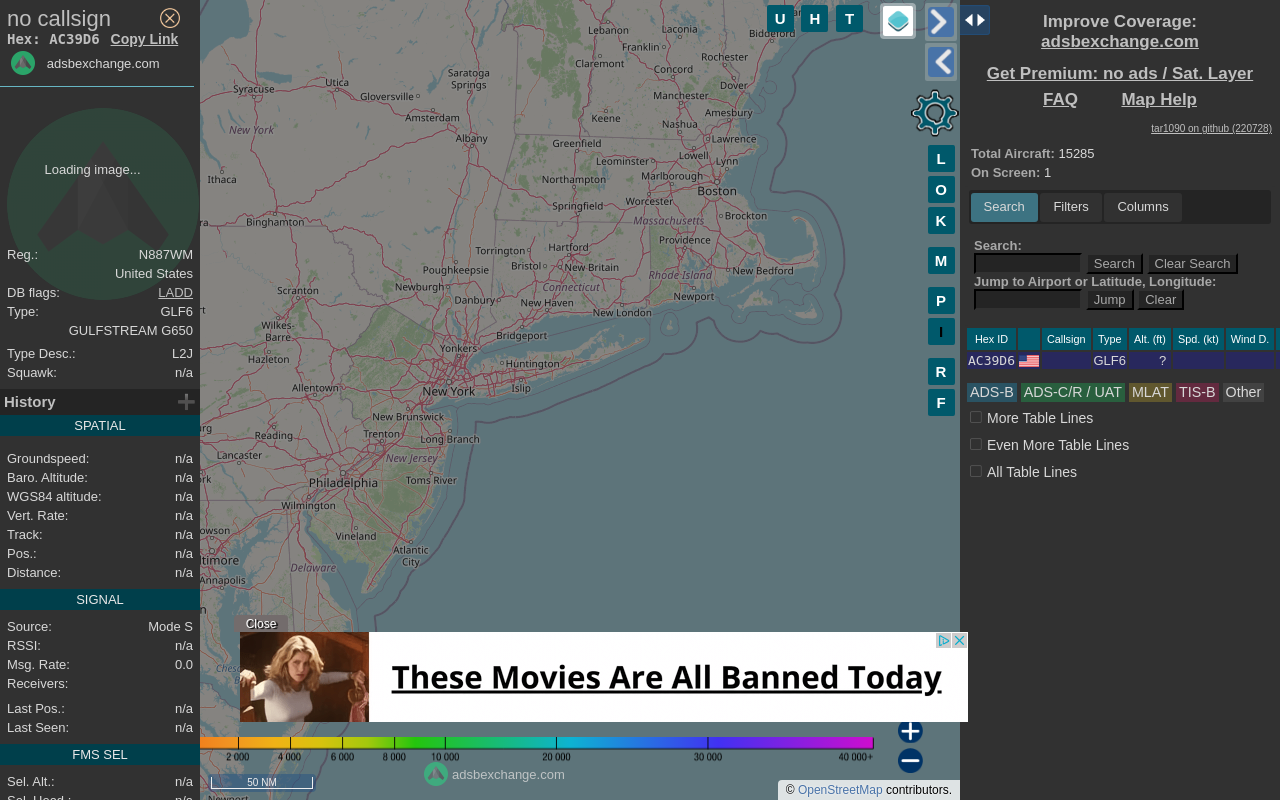 no callsign
Hex: AC39D6 Copy Link
adsbexchange.com
Loading image...
Reg.: N887WM
United States
DB flags: LADD
Type: GLF6
GULFSTREAM G650
Type Desc.: L2J
Squawk: n/a
History
SPATIAL
Groundspeed: n/a
Baro. Altitude: n/a
WGS84 altitude: n/a
Vert. Rate: n/a
Track: n/a
Pos.: n/a
Distance: n/a
SIGNAL
Source: Mode S
RSSI: n/a
Msg. Rate: 0.0
Receivers:
Last Pos.: n/a
Last Seen: n/a
FMS SEL
Sel. Alt.: n/a
U H T
Lebanon
Laconia
Biddeford
Franklin
Rochester
Claremont
Concord
Dover
Saratoga
Springs
Utica
Syracuse
Gloversville
Manchester
Amesbury
Amsterdam
Keene
Nashua
New York
Albany
Greenfield
Lawrence
Leominster
Lowell
Lynn
Ithaca
Northampton
Marlborough
Boston
Springfield
Worcester
Binghamton
Massachusetts
Brockton
Torrington
Hartford
Providence
Poughkeepsie
Bristol
New Britain
Rhode Island
New Bedford
Scranton
Newburgh
Connecticut
Danbury
New Haven
Newport
New London
Wilkes-
Barre
Bridgeport
Hazleton
Yonkers
Huntington
Allentown
New York
Islip
New Brunswick
Reading
Trenton
Long Branch
Lancaster
New Jersey
Philadelphia
Toms River
Wilmington
Vineland
Atlantic
City
Annapolis
Delaware
L
O
K
M
P
I
R
F
Close
These Movies Are All Banned Today
2 000 4 000 6 000 8 000 10 000 20 000 30 000 40 000+
adsbexchange.com
50 NM
© OpenStreetMap contributors.
Improve Coverage:
adsbexchange.com
Get Premium: no ads / Sat. Layer
FAQ Map Help
tar1090 on github (220728)
Total Aircraft: 15285
On Screen: 1
Search Filters Columns
Search:
Search Clear Search
Jump to Airport or Latitude, Longitude:
Jump Clear
Hex ID Callsign Type Alt. (ft) Spd. (kt) Wind D.
AC39D6 GLF6 ?
ADS-B ADS-C/R / UAT MLAT TIS-B Other
More Table Lines
Even More Table Lines
All Table Lines